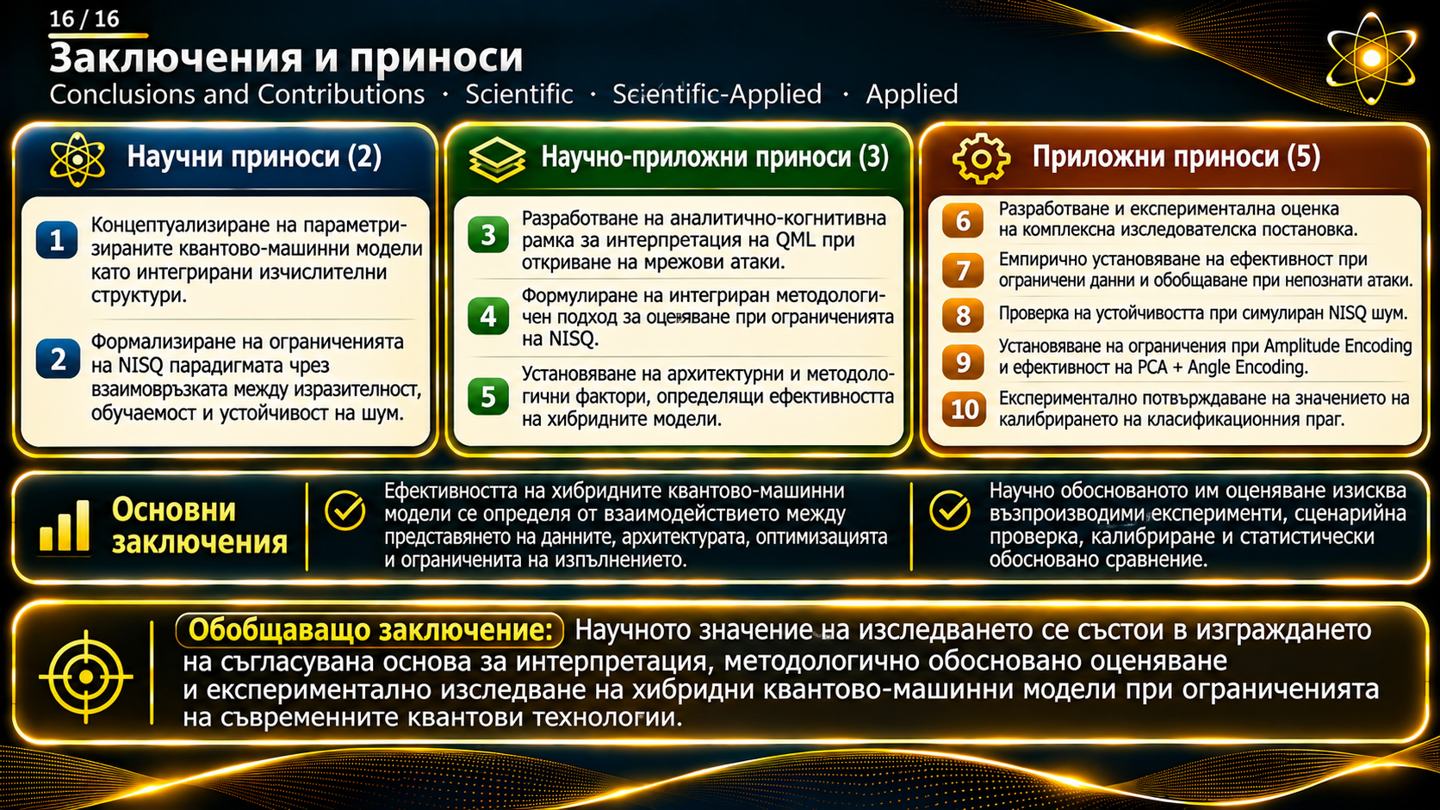 16 / 16
Заключения и приноси
Conclusions and Contributions · Scientific · Scientific-Applied · Applied
Научни приноси (2)
1
Концептуализиране на параметри-
зираните квантово-машинни модели
като интегрирани изчислителни
структури.
2
Формализиране на ограниченията
на NISQ парадигмата чрез
взаимовръзката между изразителност,
обучаемост и устойчивост на шум.
Научно-приложни приноси (3)
3
Разработване на аналитично-когнитивна
рамка за интерпретация на QML при
откриване на мрежови атаки.
4
Формулиране на интегриран методологи-
чен подход за оценяване при ограниченията
на NISQ.
5
Установяване на архитектурни и методоло-
гични фактори, определящи ефективността
на хибридните модели.
Приложни приноси (5)
6
Разработване и експериментална оценка
на комплексна изследователска постановка.
7
Емпирично установяване на ефективност при
ограничени данни и обобщаване при непознати атаки.
8
Проверка на устойчивостта при симулиран NISQ шум.
9
Установяване на ограничения при Amplitude Encoding
и ефективност на PCA + Angle Encoding.
10
Експериментално потвърждаване на значението на
калибрирането на класификационния праг.
Основни
заключения
Ефективността на хибридните квантово-машинни
модели се определя от взаимодействието между
представянето на данните, архитектурата, оптимизацията
и ограниченита на изпълнението.
Научно обоснованото им оценяване изисква
възпроизводими експерименти, сценарийна
проверка, калибриране и статистически
обосновано сравнение.
Обобщаващо заключение: Научното значение на изследването се състои в изграждането
на съгласувана основа за интерпретация, методологично обосновано оценяване
и експериментално изследване на хибридни квантово-машинни модели при ограниченията
на съвременните квантови технологии.